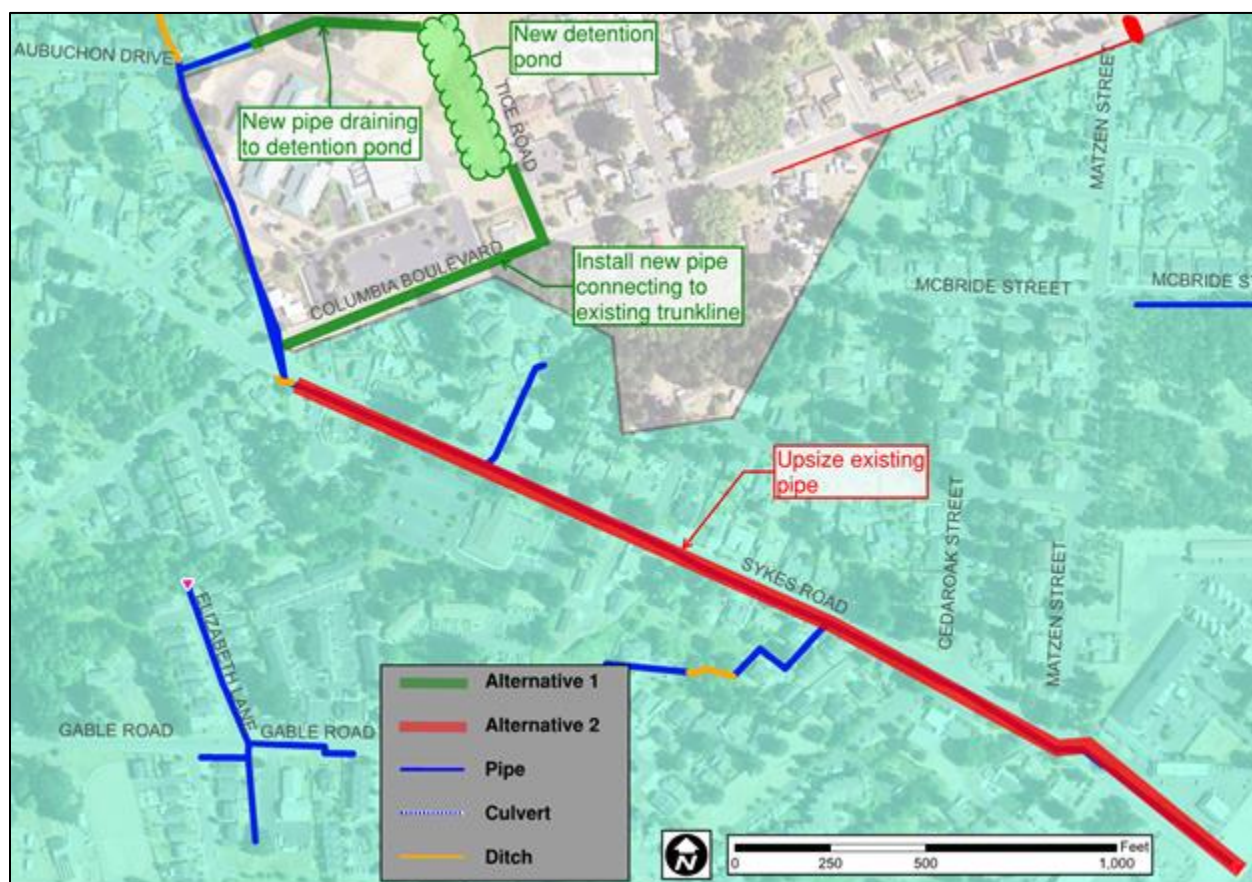 AUBUCHON DRIVE
New detention
pond
TICE ROAD
MATZEN STREET
New pipe draining
to detention pond
COLUMBIA BOULEVARD
Install new pipe
connecting to
existing trunkline
MCBRIDE STREET
MCBRIDE S
Upsize existing
pipe
SYKES ROAD
CEDAROAK STREET
MATZEN STREET
ELIZABETH LANE
GABLE ROAD
GABLE ROAD
Alternative 1
Alternative 2
Pipe
Culvert
Ditch
N
Feet
0 250 500 1,000